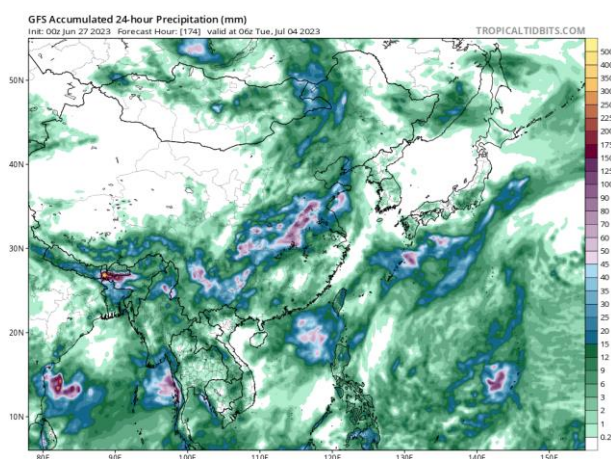 GFS Accumulated 24-hour Precipitation (mm)
Init: 00z Jun 27 2023 Forecast Hour: [174] valid at 06z Tue, Jul 04 2023
TROPICALTIDBITS.COM
50N
40N
30N
20N
10N
80E
90E
100E
110E
120E
130E
140E
150E
500
400
350
300
250
225
200
175
150
125
100
90
80
70
60
50
45
40
35
30
25
20
15
12
9
6
3
2
1
0.2